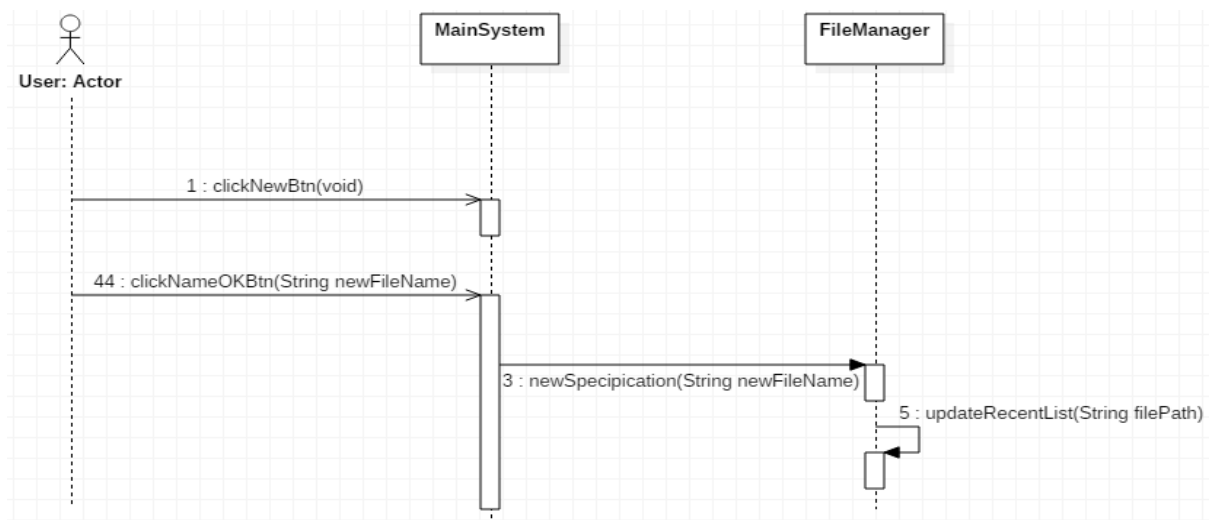 MainSystem
FileManager
User: Actor
1 : clickNewBtn(void)
44 : clickNameOKBtn(String newFileName)
3 : newSpecipication(String newFileName)
5 : updateRecentList(String filePath)